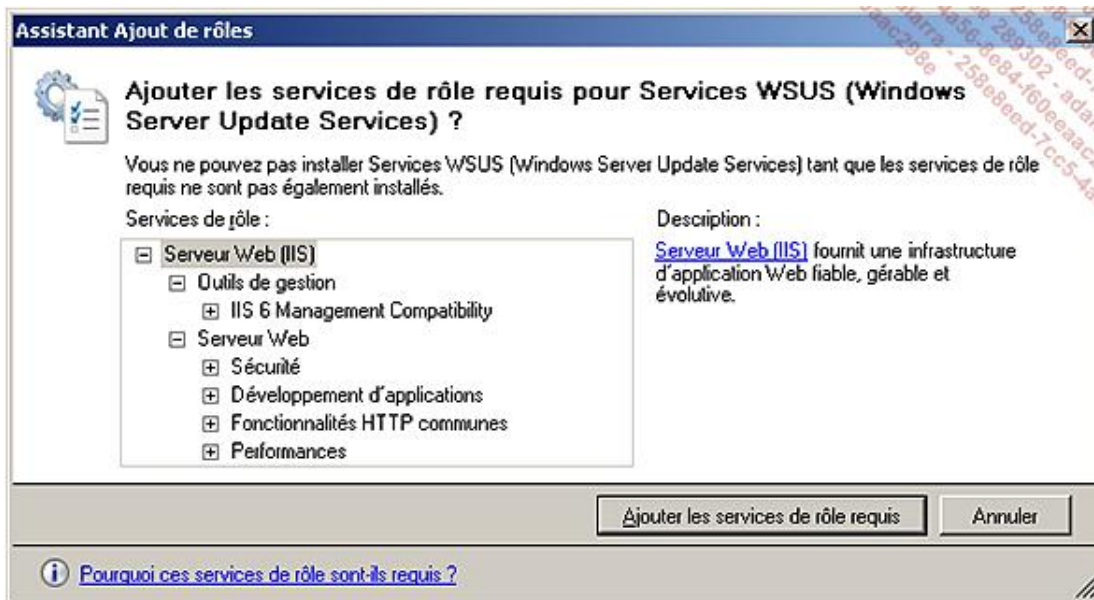 Assistant Ajout de rôles
Ajouter les services de rôle requis pour Services WSUS (Windows
Server Update Services) ?
Vous ne pouvez pas installer Services WSUS (Windows Server Update Services) tant que les services de rôle
requis ne sont pas également installés.
Services de rôle :
Serveur Web (IIS)
Outils de gestion
IIS 6 Management Compatibility
Serveur Web
Sécurité
Développement d'applications
Fonctionnalités HTTP communes
Performances
Description :
Serveur Web (IIS) fournit une infrastructure
d'application Web fiable, gérable et
évolutive.
Ajouter les services de rôle requis
Annuler
Pourquoi ces services de rôle sont-ils requis ?